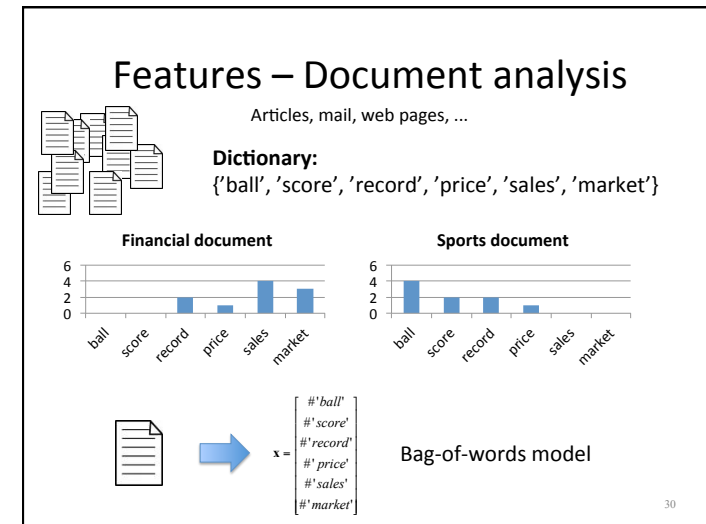 Features – Document analysis
Articles, mail, web pages, ...
Dictionary:
{’ball’, ’score’, ’record’, ’price’, ’sales’, ’market’}
Financial document
6
4
2
0
ball
score
record
price
sales
market
Sports document
6
4
2
0
ball
score
record
price
sales
market
x =
#'ball'
#'score'
#'record'
#'price'
#'sales'
#'market'
Bag-of-words model
30